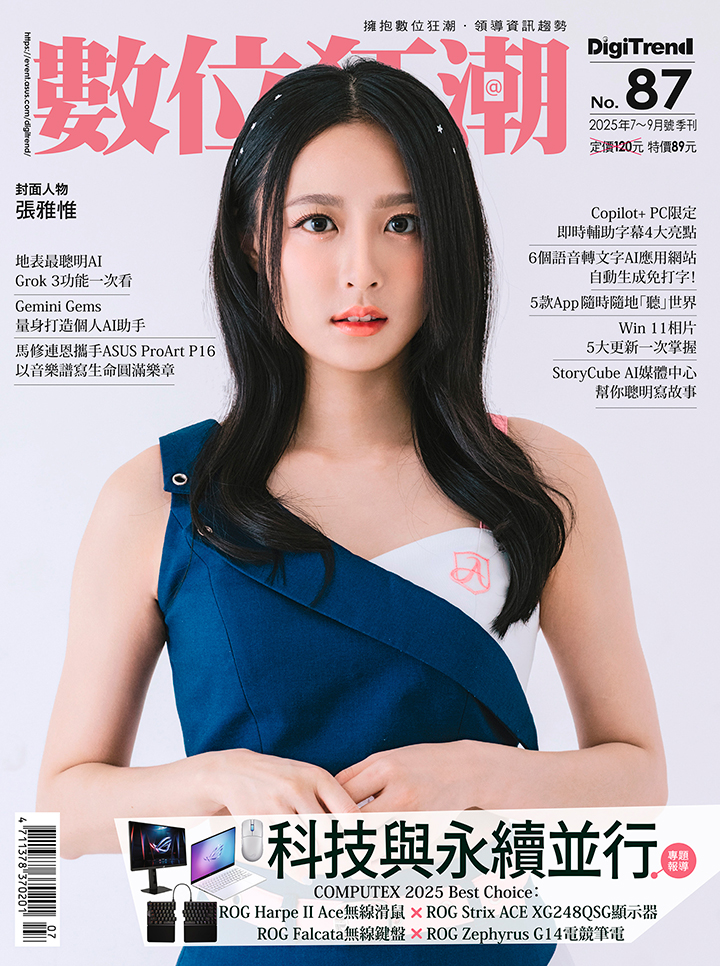 https://event.asus.com/digitrend/
擁抱數位狂潮．領導資訊趨勢
數位狂潮
@
DigiTrend
No. 87
2025年7～9月號季刊
定價120元 特價89元
封面人物
張雅惟
地表最聰明AI
Grok 3功能一次看
Gemini Gems
量身打造個人AI助手
馬修連恩攜手ASUS ProArt P16
以音樂譜寫生命圓滿樂章
Copilot+ PC限定
即時輔助字幕4大亮點
6個語音轉文字AI應用網站
自動生成免打字！
5款App隨時隨地「聽」世界
Win 11相片
5大更新一次掌握
StoryCube AI媒體中心
幫你聰明寫故事
A
科技與永續並行
專題
報導
COMPUTEX 2025 Best Choice：
ROG Harpe II Ace無線滑鼠 × ROG Strix ACE XG248QSG顯示器
ROG Falcata無線鍵盤 × ROG Zephyrus G14電競筆電
4 711378 370201
07